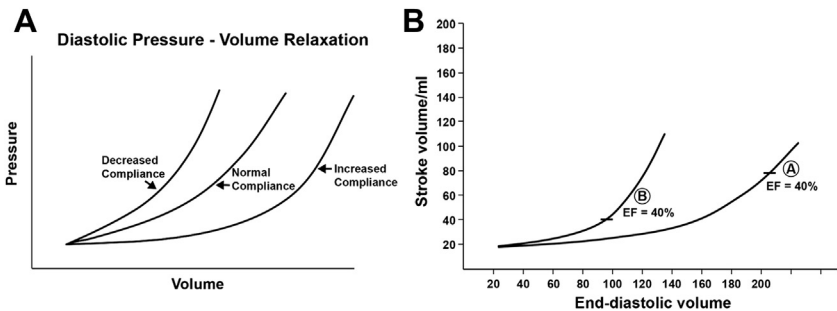 A
Diastolic Pressure - Volume Relaxation
Pressure
Decreased
Compliance
Normal
Compliance
Increased
Compliance
Volume
B
Stroke volume/ml
200
180
160
140
120
100
80
60
40
20
A
EF = 40%
B
EF = 40%
20 40 60 80 100 120 140 160 180 200
End-diastolic volume